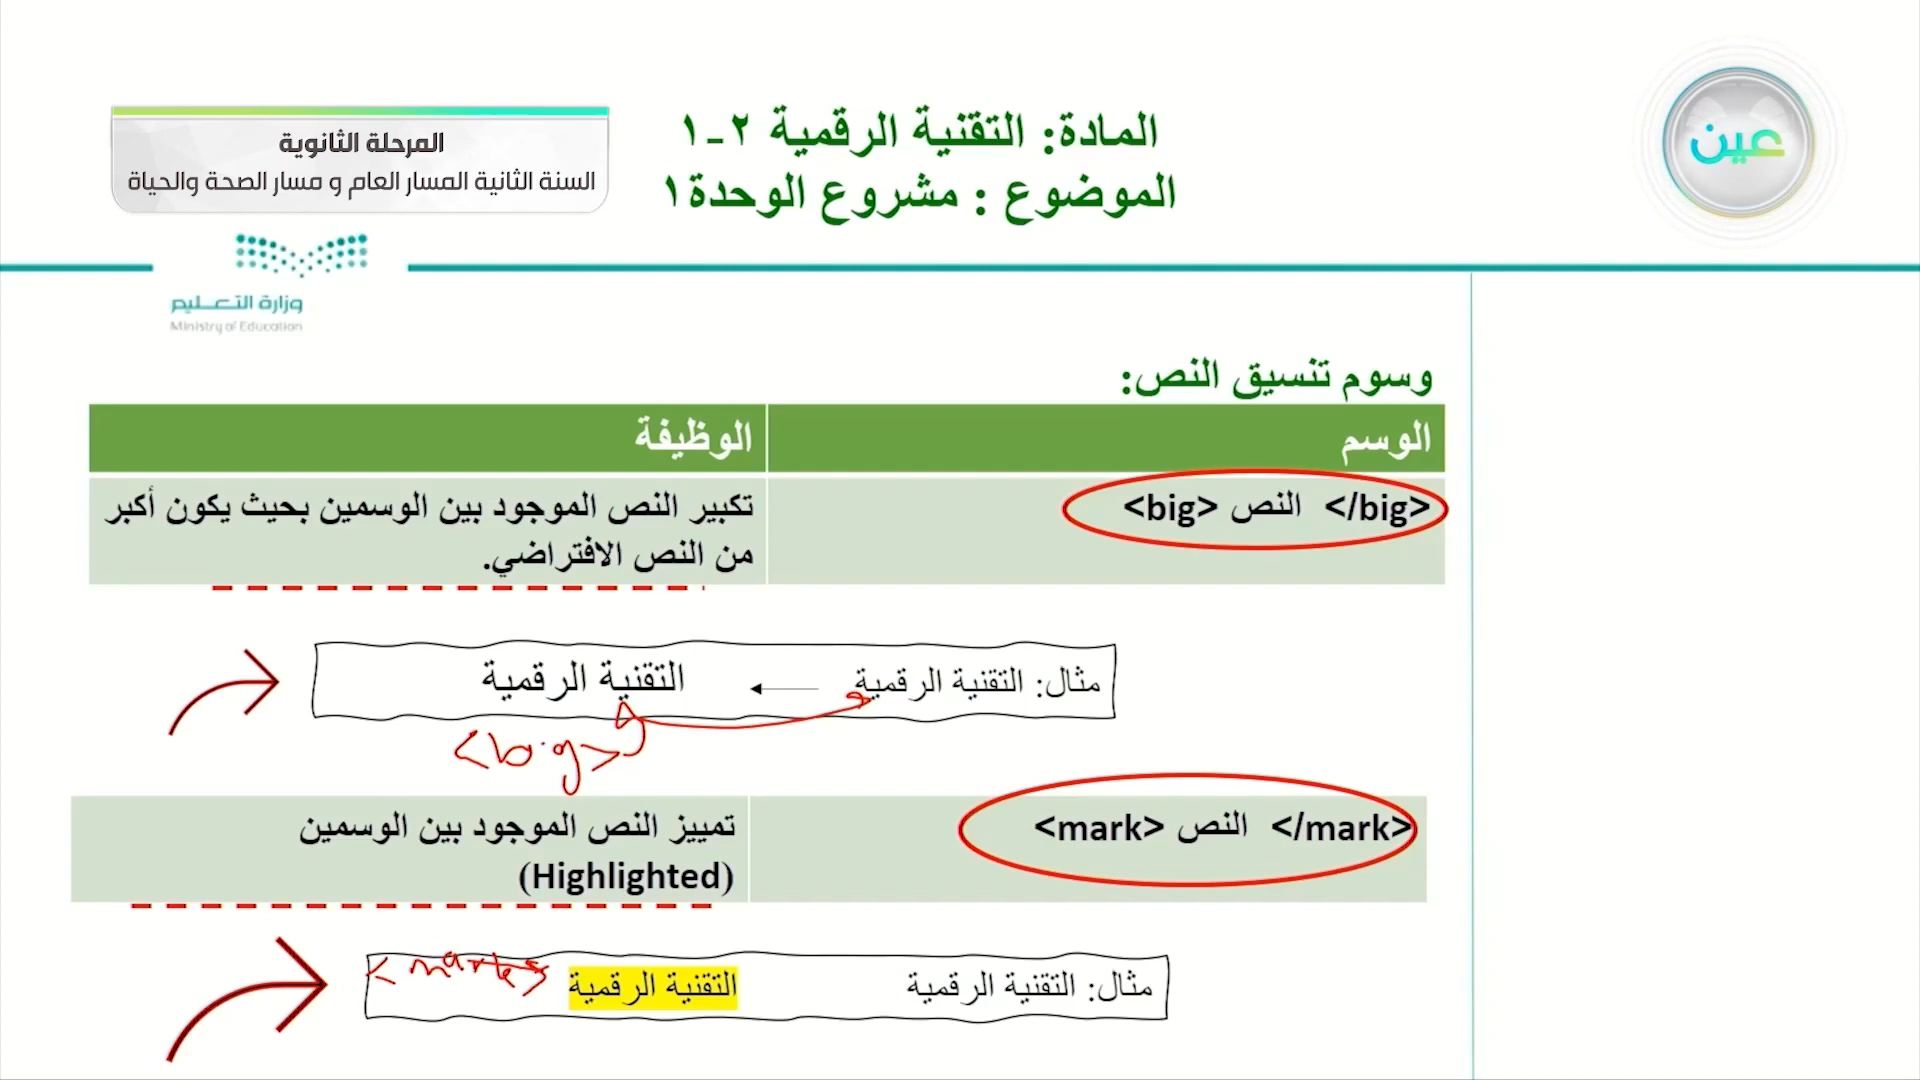 عين
المادة: التقنية الرقمية ٢-١
الموضوع : مشروع الوحدة١
المرحلة الثانوية
السنة الثانية المسار العام و مسار الصحة والحياة
وزارة التعليم
Ministry of Education
وسوم تنسيق النص:
الوسم
الوظيفة
<big> النص </big>
تكبير النص الموجود بين الوسمين بحيث يكون أكبر
من النص الافتراضي.
مثال: التقنية الرقمية
التقنية الرقمية
<big>
<mark> النص </mark>
تمييز النص الموجود بين الوسمين
(Highlighted)
مثال: التقنية الرقمية
التقنية الرقمية
<mark>